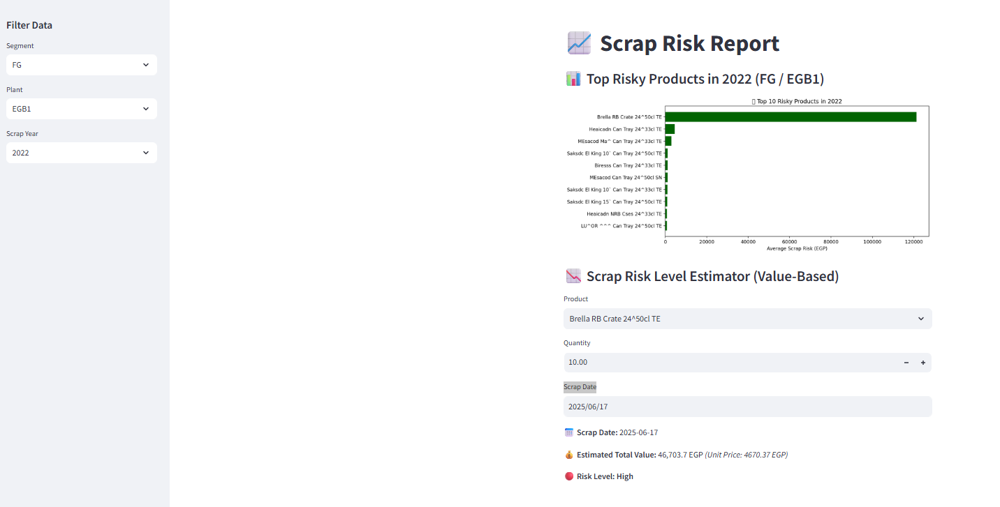 Filter Data
Segment
FG
Plant
EGB1
Scrap Year
2022
Scrap Risk Report
Top Risky Products in 2022 (FG / EGB1)
Top 10 Risky Products in 2022
Brella RB Crate 24^50cl TE
Heaicadn Can Tray 24^33cl TE
MEsacod Ma^ Can Tray 24^33cl TE
Saksdc El King 10` Can Tray 24^50cl TE
Biresss Can Tray 24^33cl TE
MEsacod Can Tray 24^50cl SN
Saksdc El King 10` Can Tray 24^33cl TE
Saksdc El King 15` Can Tray 24^50cl TE
Heaicadn NRB Cses 24^33cl TE
LU^OR ^^^ Can Tray 24^50cl TE
0 20000 40000 60000 80000 100000 120000
Average Scrap Risk (EGP)
Scrap Risk Level Estimator (Value-Based)
Product
Brella RB Crate 24^50cl TE
Quantity
10.00
Scrap Date
2025/06/17
Scrap Date: 2025-06-17
Estimated Total Value: 46,703.7 EGP (Unit Price: 4670.37 EGP)
Risk Level: High